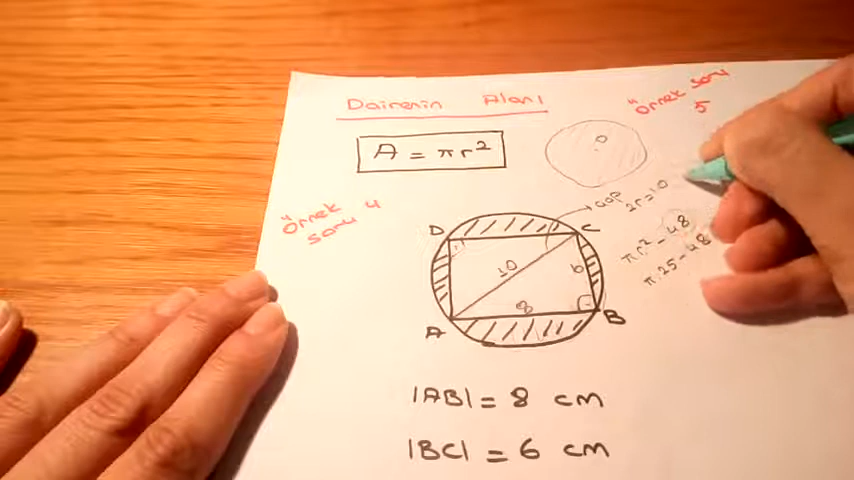 Dairenin Alanı
A = πr²
"Örnek soru 5
O
"Örnek soru 4
çap
2r=10
D
C
πr² - 48
π.25 - 48
10
6
8
A
B
|AB| = 8 cm
|BC| = 6 cm